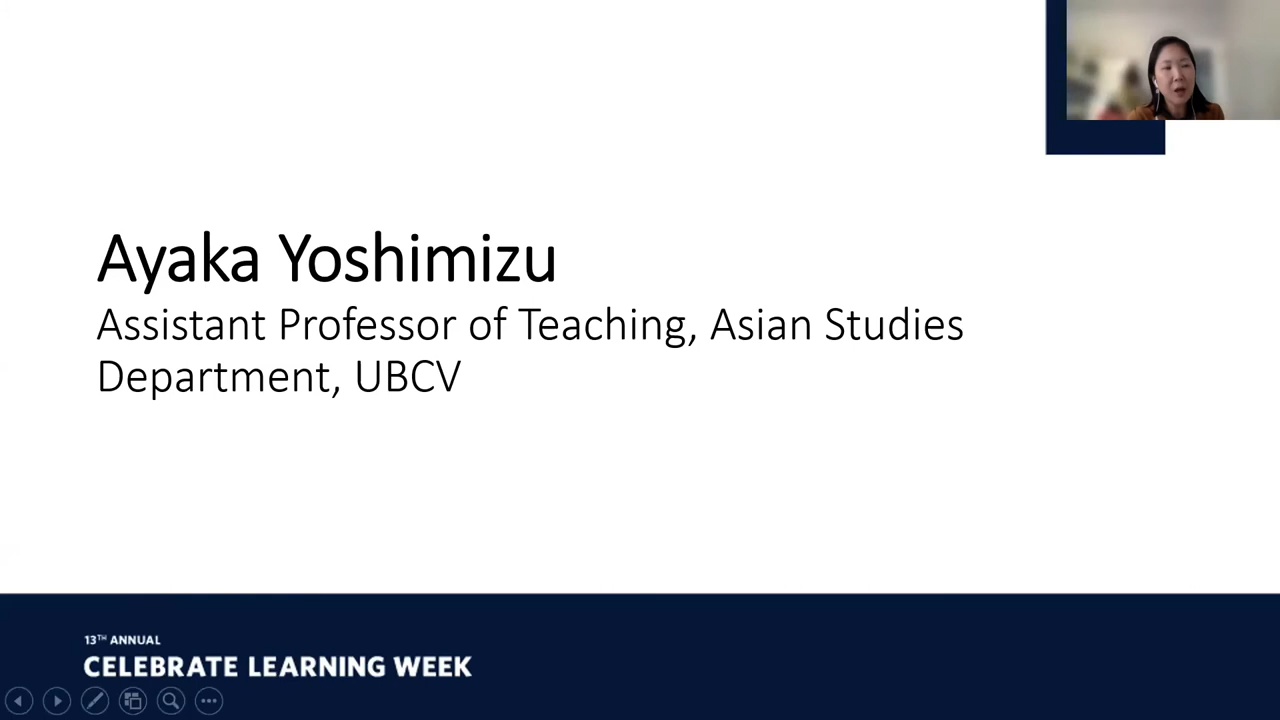 Ayaka Yoshimizu
Assistant Professor of Teaching, Asian Studies
Department, UBCV
13TH ANNUAL
CELEBRATE LEARNING WEEK